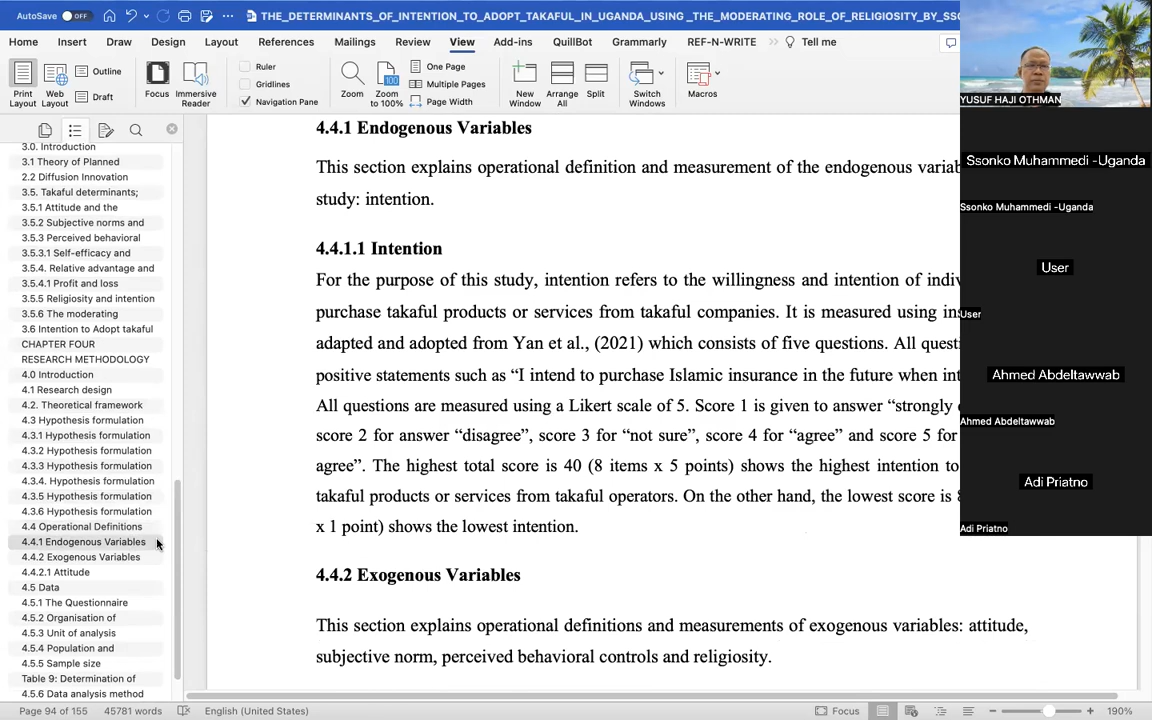 AutoSave OFF
THE_DETERMINANTS_OF_INTENTION_TO_ADOPT_TAKAFUL_IN_UGANDA_USING _THE_MODERATING_ROLE_OF_RELIGIOSITY_BY_SSO
Home Insert Draw Design Layout References Mailings Review View Add-ins QuillBot Grammarly REF-N-WRITE Tell me
Print Layout
Web Layout
Outline
Draft
Focus
Immersive Reader
Ruler
Gridlines
Navigation Pane
Zoom
Zoom to 100%
100
One Page
Multiple Pages
Page Width
New Window
Arrange All
Split
Switch Windows
Macros
3.0. Introduction
3.1 Theory of Planned
2.2 Diffusion Innovation
3.5. Takaful determinants;
3.5.1 Attitude and the
3.5.2 Subjective norms and
3.5.3 Perceived behavioral
3.5.3.1 Self-efficacy and
3.5.4. Relative advantage and
3.5.4.1 Profit and loss
3.5.5 Religiosity and intention
3.5.6 The moderating
3.6 Intention to Adopt takaful
CHAPTER FOUR
RESEARCH METHODOLOGY
4.0 Introduction
4.1 Research design
4.2. Theoretical framework
4.3 Hypothesis formulation
4.3.1 Hypothesis formulation
4.3.2 Hypothesis formulation
4.3.3 Hypothesis formulation
4.3.4. Hypothesis formulation
4.3.5 Hypothesis formulation
4.3.6 Hypothesis formulation
4.4 Operational Definitions
4.4.1 Endogenous Variables
4.4.2 Exogenous Variables
4.4.2.1 Attitude
4.5 Data
4.5.1 The Questionnaire
4.5.2 Organisation of
4.5.3 Unit of analysis
4.5.4 Population and
4.5.5 Sample size
Table 9: Determination of
4.5.6 Data analysis method
4.4.1 Endogenous Variables
This section explains operational definition and measurement of the endogenous variab
study: intention.
4.4.1.1 Intention
For the purpose of this study, intention refers to the willingness and intention of indiv
purchase takaful products or services from takaful companies. It is measured using in
adapted and adopted from Yan et al., (2021) which consists of five questions. All quest
positive statements such as “I intend to purchase Islamic insurance in the future when int
All questions are measured using a Likert scale of 5. Score 1 is given to answer “strongly
score 2 for answer “disagree”, score 3 for “not sure”, score 4 for “agree” and score 5 for
agree”. The highest total score is 40 (8 items x 5 points) shows the highest intention to
takaful products or services from takaful operators. On the other hand, the lowest score is 8
x 1 point) shows the lowest intention.
4.4.2 Exogenous Variables
This section explains operational definitions and measurements of exogenous variables: attitude,
subjective norm, perceived behavioral controls and religiosity.
YUSUF HAJI OTHMAN
Ssonko Muhammedi -Uganda
Ssonko Muhammedi -Uganda
User
User
Ahmed Abdeltawwab
Ahmed Abdeltawwab
Adi Priatno
Adi Priatno
Page 94 of 155 45781 words English (United States) Focus 190%